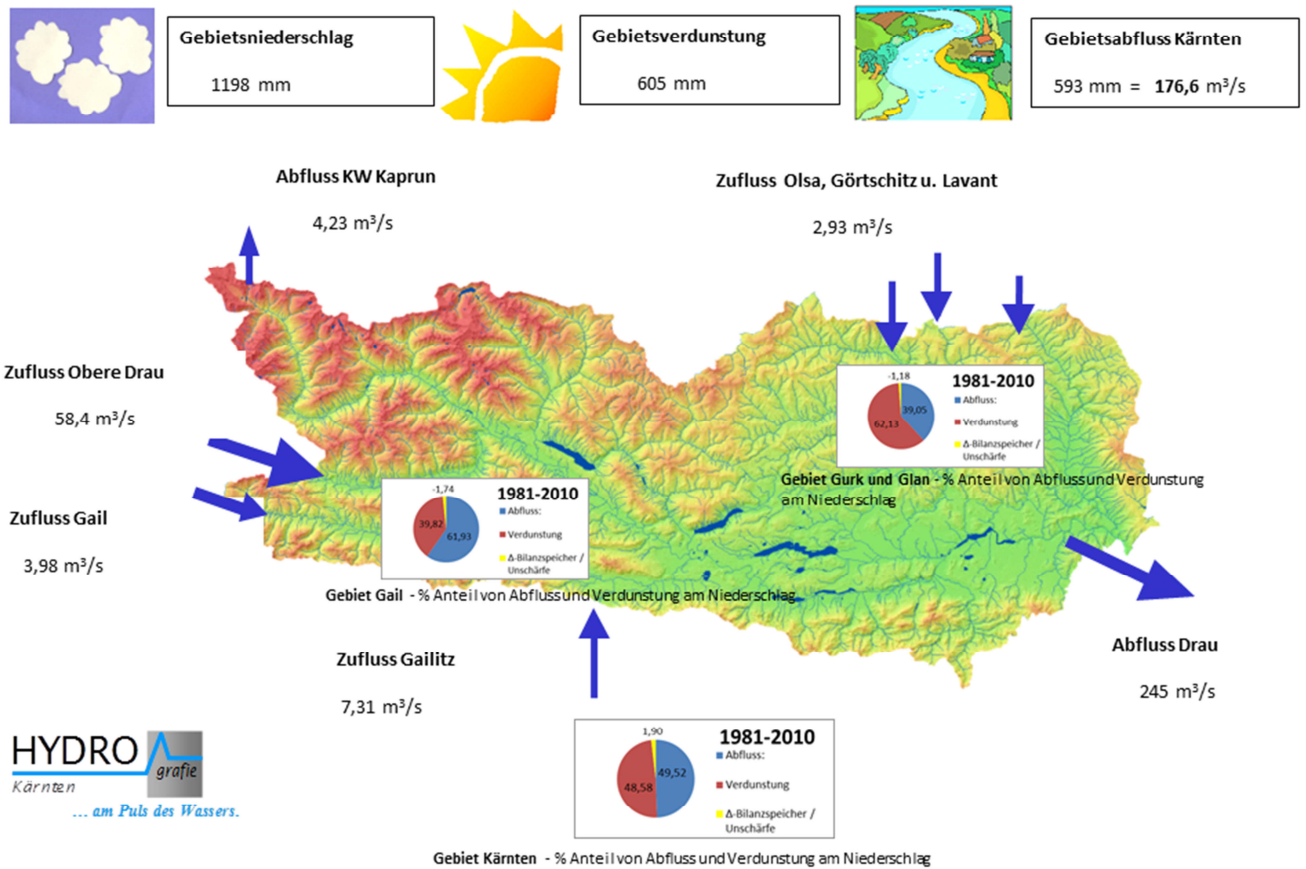 Gebietsniederschlag
1198 mm
Gebietsverdunstung
605 mm
Gebietsabfluss Kärnten
593 mm = 176,6 m³/s
Abfluss KW Kaprun
4,23 m³/s
Zufluss Olsa, Görtschitz u. Lavant
2,93 m³/s
Zufluss Obere Drau
58,4 m³/s
Zufluss Gail
3,98 m³/s
-1,18
39,05
62,13
1981-2010
Abfluss:
Verdunstung
Δ-Bilanzspeicher /
Unschärfe
Gebiet Gurk und Glan - % Anteil von Abfluss und Verdunstung
am Niederschlag
-1,74
39,82
61,93
1981-2010
Abfluss:
Verdunstung
Δ-Bilanzspeicher /
Unschärfe
Gebiet Gail - % Anteil von Abfluss und Verdunstung am Niederschlag
Zufluss Gailitz
7,31 m³/s
Abfluss Drau
245 m³/s
1,90
49,52
48,58
1981-2010
Abfluss:
Verdunstung
Δ-Bilanzspeicher /
Unschärfe
Gebiet Kärnten - % Anteil von Abfluss und Verdunstung am Niederschlag
HYDRO
grafie
Kärnten
... am Puls des Wassers.